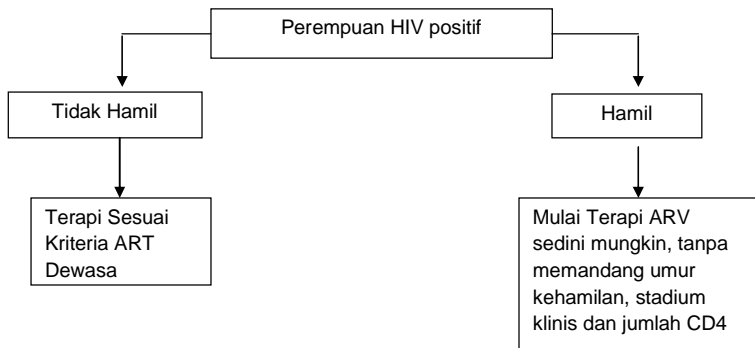 Perempuan HIV positif
Tidak Hamil
Hamil
Terapi Sesuai
Kriteria ART
Dewasa
Mulai Terapi ARV
sedini mungkin, tanpa
memandang umur
kehamilan, stadium
klinis dan jumlah CD4